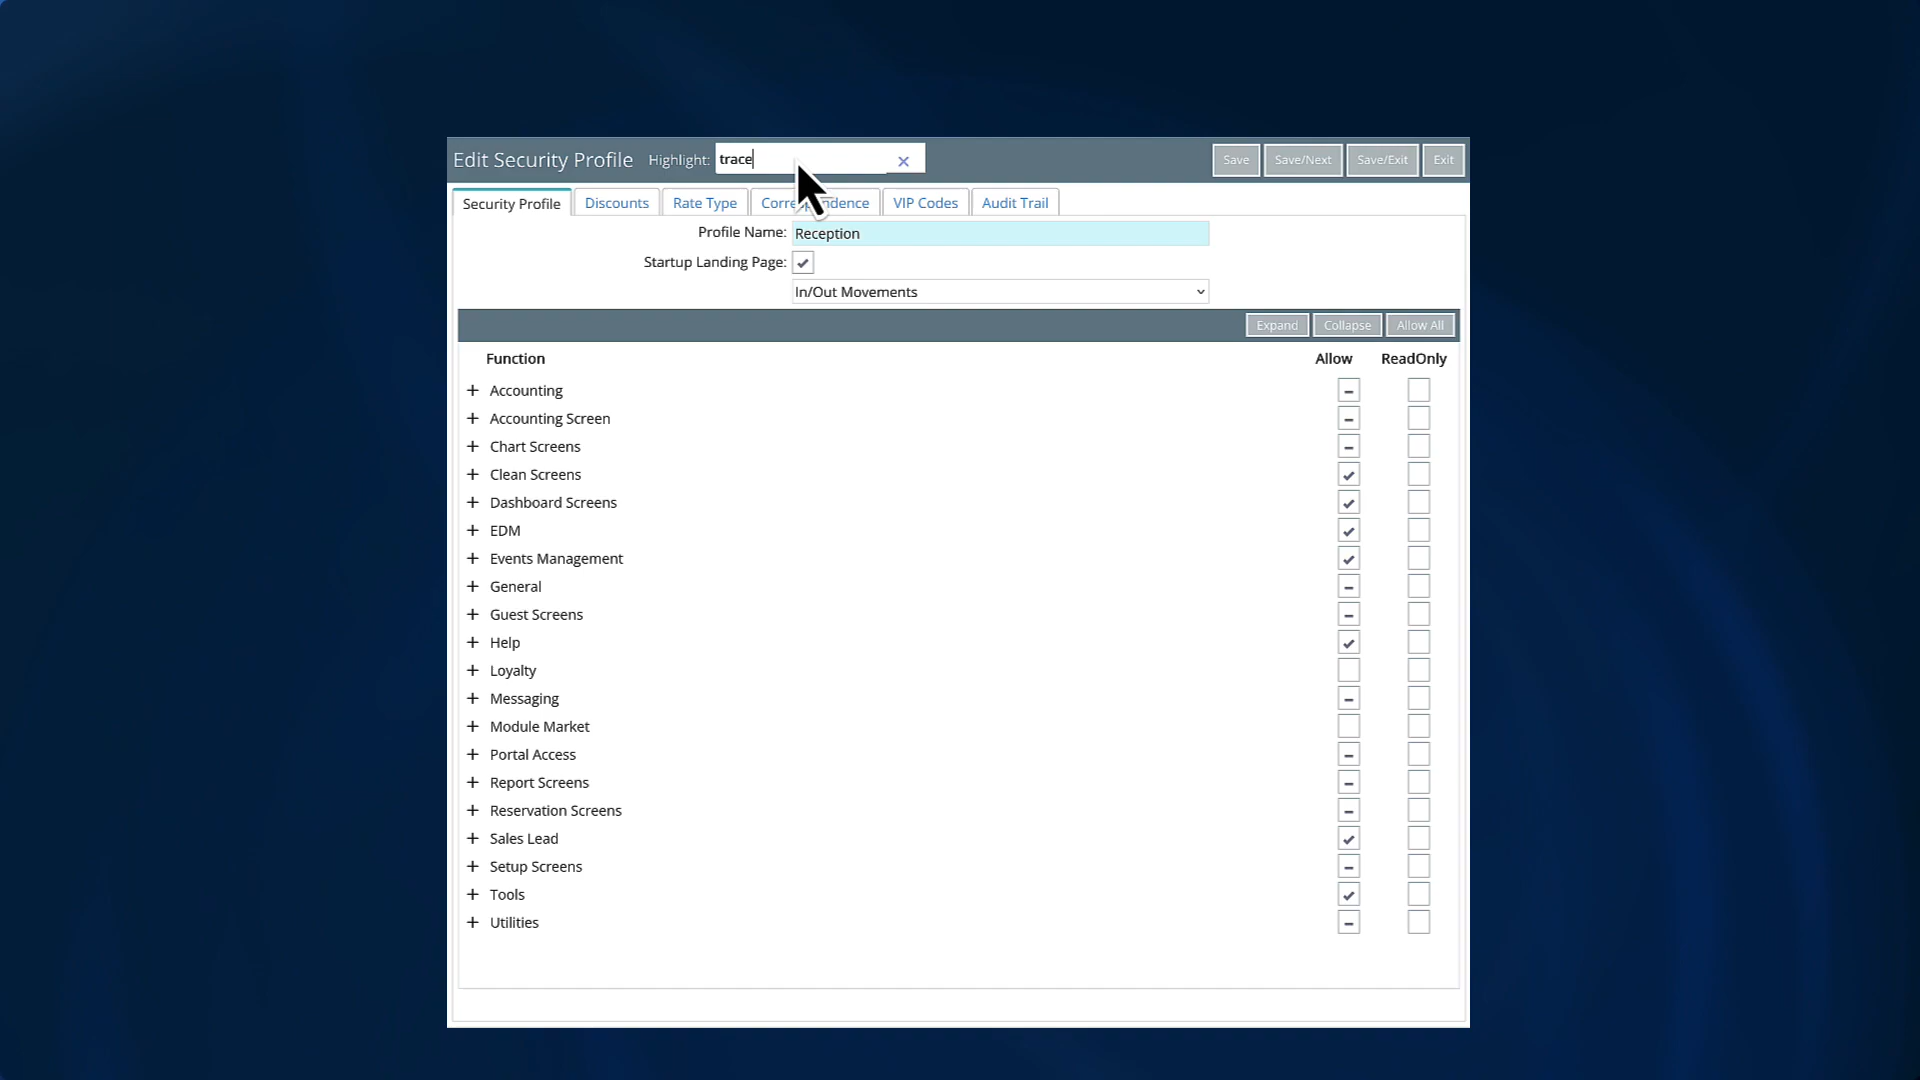 Edit Security Profile Highlight: trace Save Save/Next Save/Exit Exit
Security Profile Discounts Rate Type Correspondence VIP Codes Audit Trail
Profile Name: Reception
Startup Landing Page:
In/Out Movements
Expand Collapse Allow All
Function Allow ReadOnly
Accounting
Accounting Screen
Chart Screens
Clean Screens
Dashboard Screens
EDM
Events Management
General
Guest Screens
Help
Loyalty
Messaging
Module Market
Portal Access
Report Screens
Reservation Screens
Sales Lead
Setup Screens
Tools
Utilities